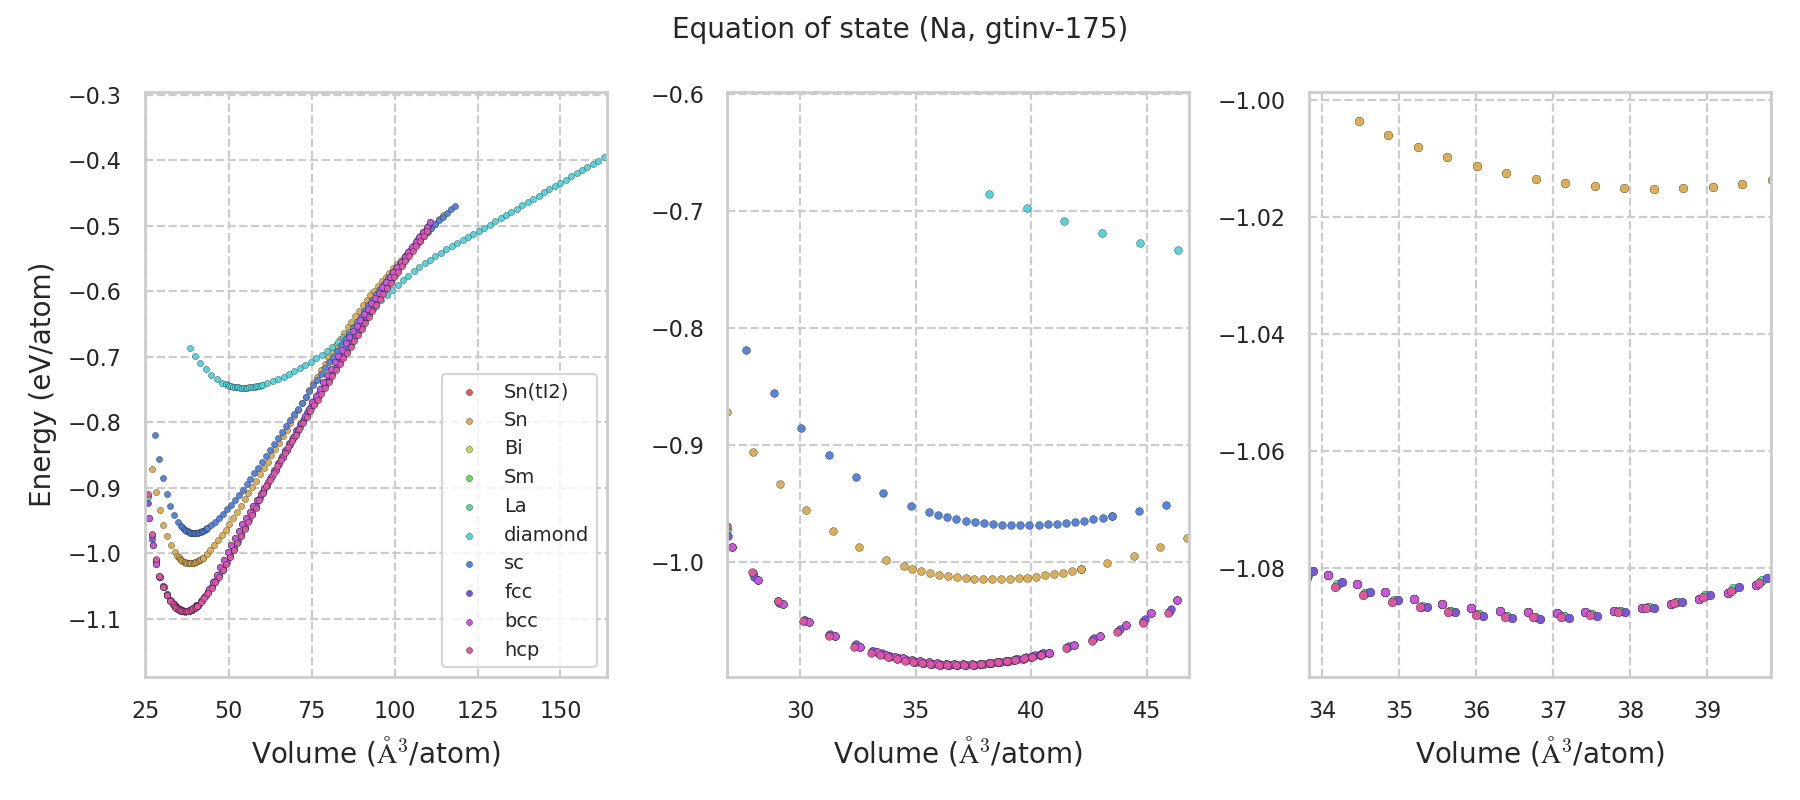 Equation of state (Na, gtinv-175)
Energy (eV/atom)
−0.3
−0.4
−0.5
−0.6
−0.7
−0.8
−0.9
−1.0
−1.1
25 50 75 100 125 150
Volume (Å³/atom)
Sn(tI2)
Sn
Bi
Sm
La
diamond
sc
fcc
bcc
hcp
−0.6
−0.7
−0.8
−0.9
−1.0
30 35 40 45
Volume (Å³/atom)
−1.00
−1.02
−1.04
−1.06
−1.08
34 35 36 37 38 39
Volume (Å³/atom)